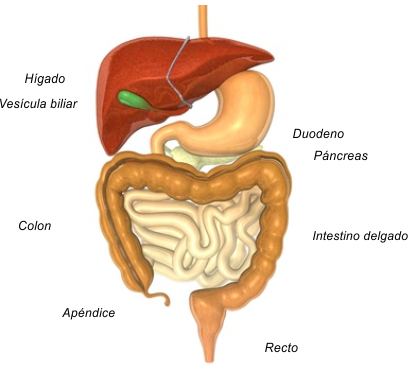 Hígado
Vesícula biliar
Duodeno
Páncreas
Colon
Intestino delgado
Apéndice
Recto